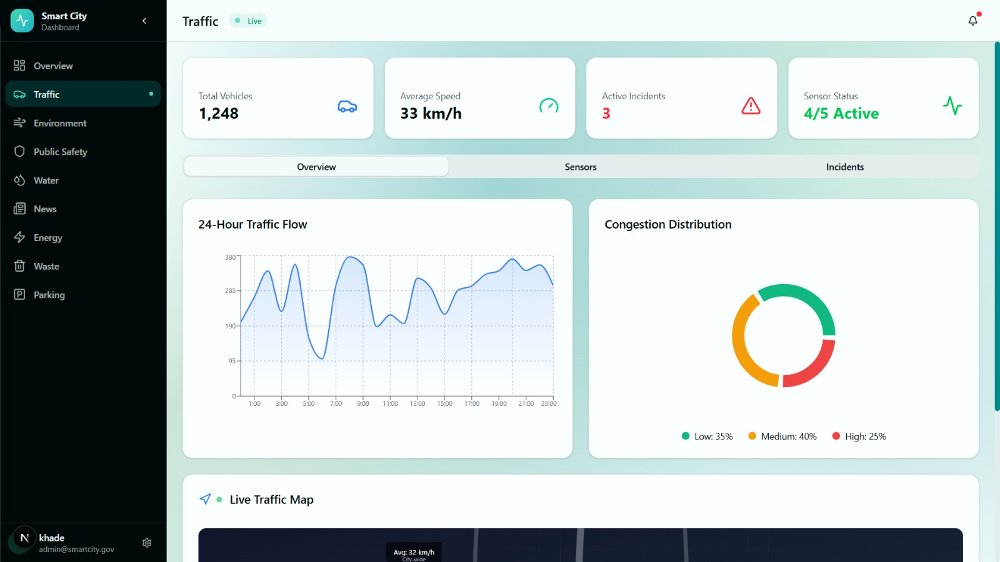 Smart City
Dashboard
Overview
Traffic
Environment
Public Safety
Water
News
Energy
Waste
Parking
N
khade
admin@smartcity.gov
Traffic
Live
Total Vehicles
1,248
Average Speed
33 km/h
Active Incidents
3
Sensor Status
4/5 Active
Overview
Sensors
Incidents
24-Hour Traffic Flow
380
285
190
95
0
1:00 3:00 5:00 7:00 9:00 11:00 13:00 15:00 17:00 19:00 21:00 23:00
Congestion Distribution
Low: 35% Medium: 40% High: 25%
Live Traffic Map
Avg: 32 km/h
City-wide